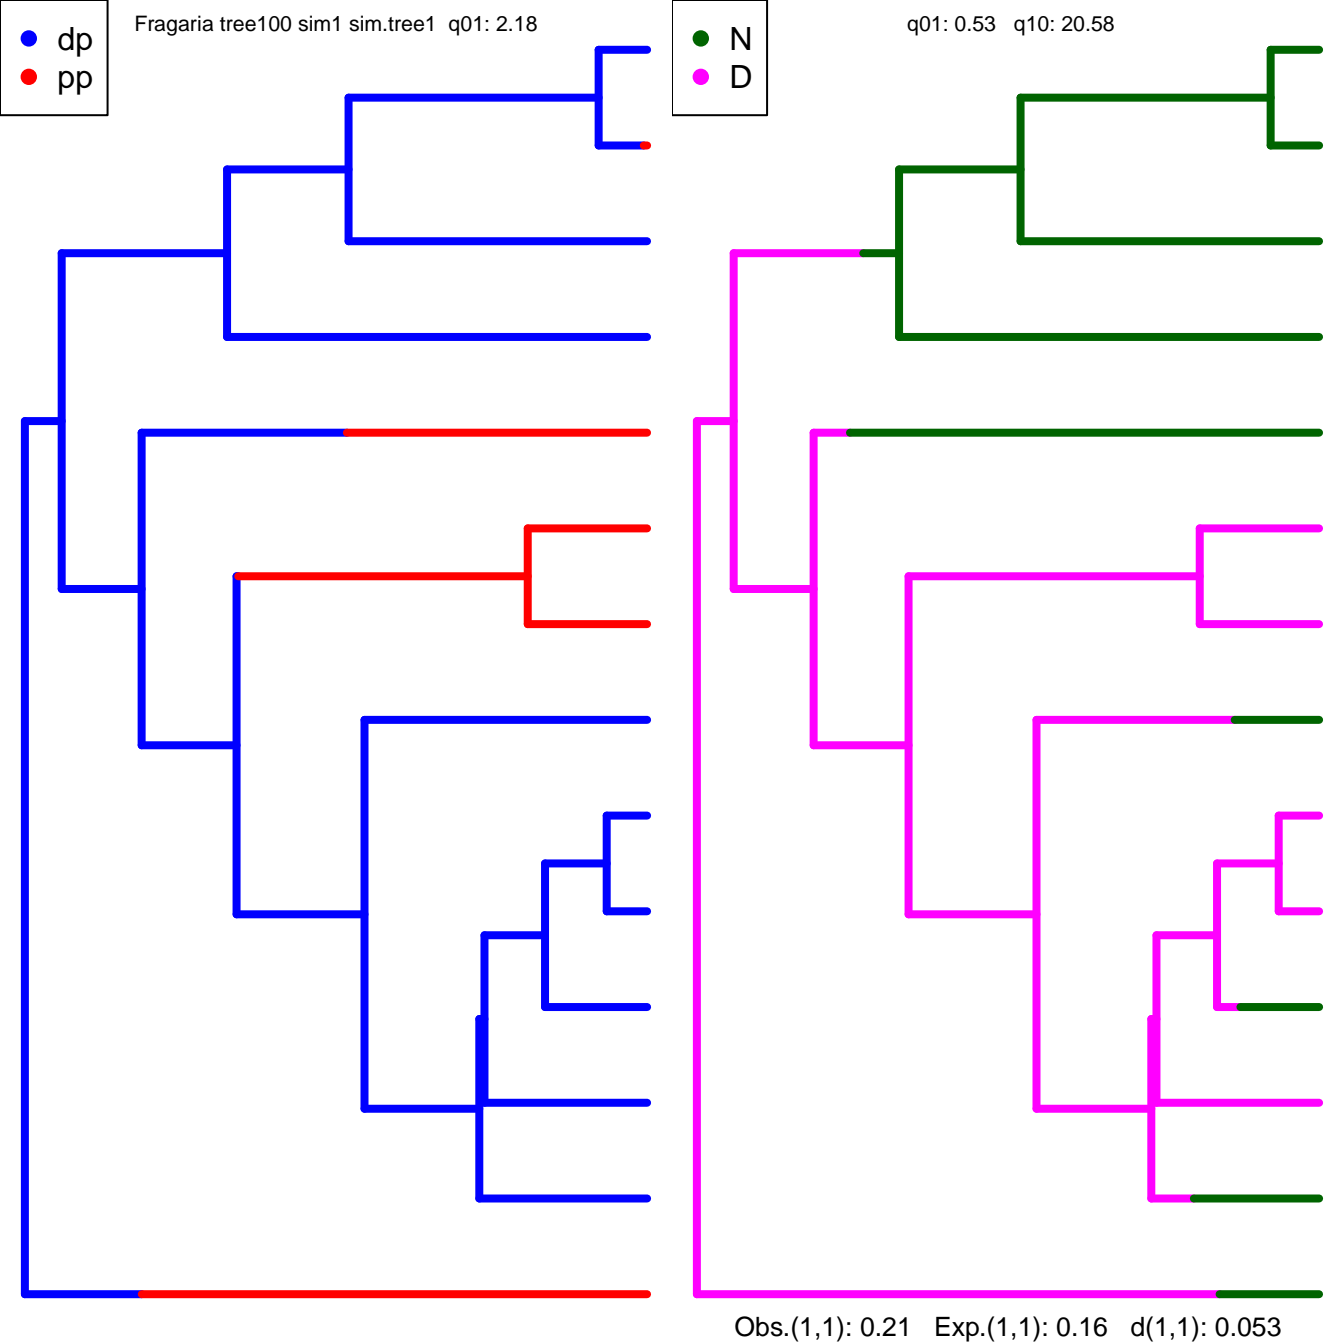 dp
pp
Fragaria tree100 sim1 sim.tree1  q01: 2.18
N
D
q01: 0.53   q10: 20.58
Obs.(1,1): 0.21   Exp.(1,1): 0.16   d(1,1): 0.053